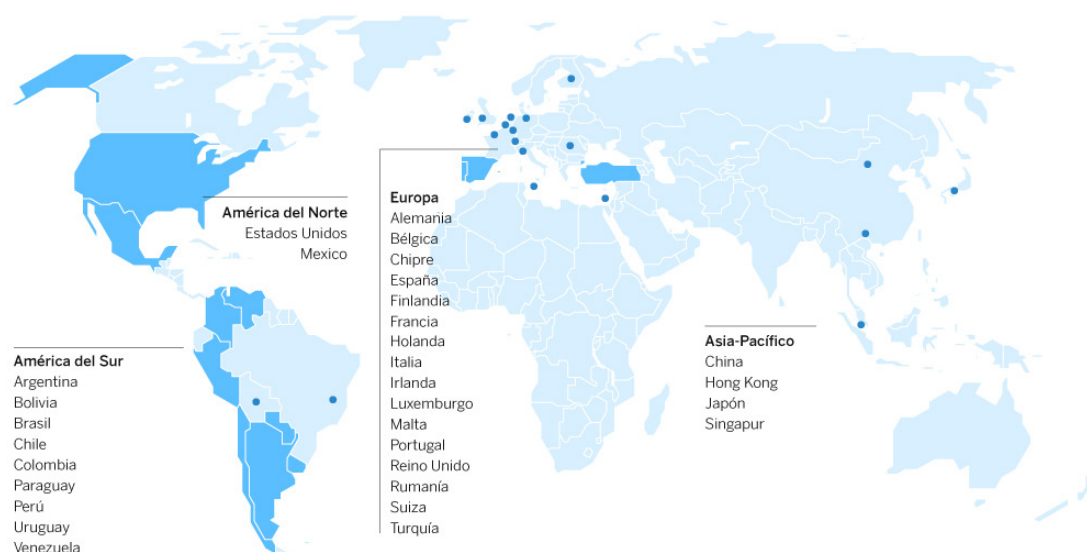 América del Norte
Estados Unidos
Mexico
América del Sur
Argentina
Bolivia
Brasil
Chile
Colombia
Paraguay
Perú
Uruguay
Venezuela
Europa
Alemania
Bélgica
Chipre
España
Finlandia
Francia
Holanda
Italia
Irlanda
Luxemburgo
Malta
Portugal
Reino Unido
Rumanía
Suiza
Turquía
Asia-Pacífico
China
Hong Kong
Japón
Singapur